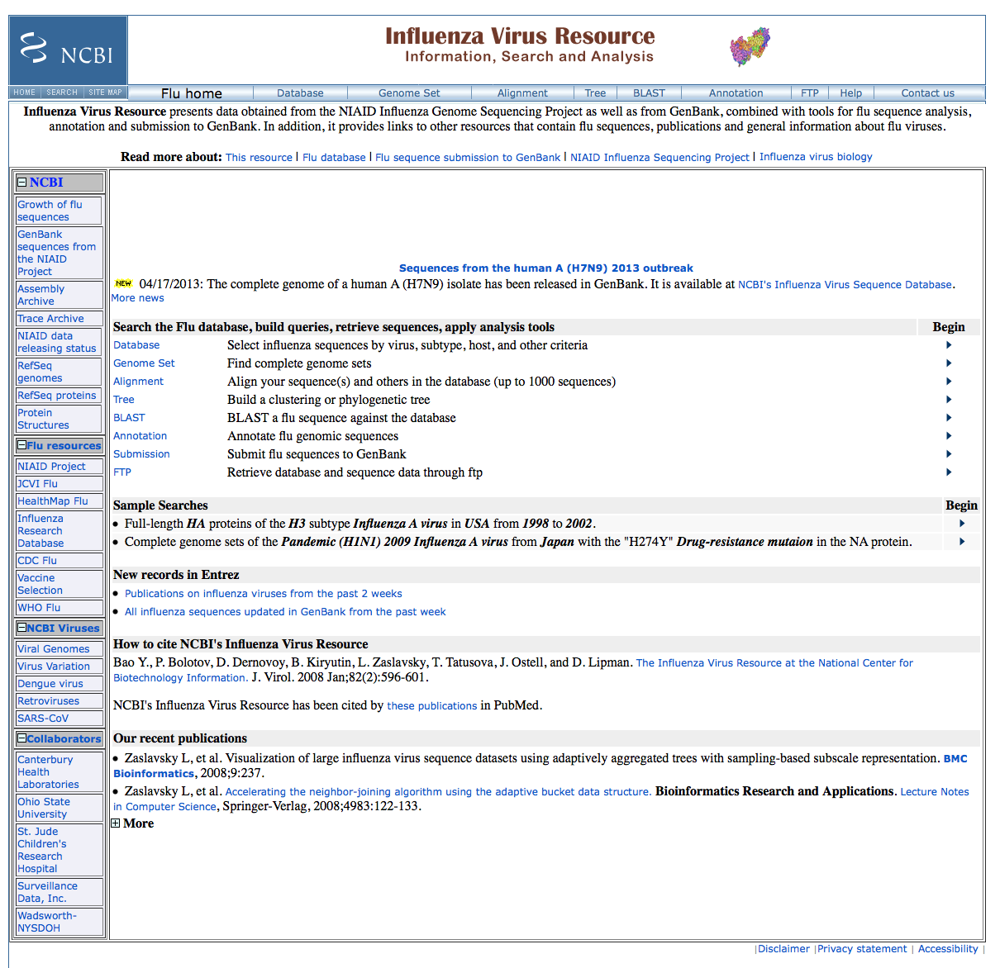 NCBI
Influenza Virus Resource
Information, Search and Analysis
HOME SEARCH SITE MAP Flu home Database Genome Set Alignment Tree BLAST Annotation FTP Help Contact us
Influenza Virus Resource presents data obtained from the NIAID Influenza Genome Sequencing Project as well as from GenBank, combined with tools for flu sequence analysis,
annotation and submission to GenBank. In addition, it provides links to other resources that contain flu sequences, publications and general information about flu viruses.
Read more about: This resource | Flu database | Flu sequence submission to GenBank | NIAID Influenza Sequencing Project | Influenza virus biology
NCBI
Growth of flu
sequences
GenBank
sequences from
the NIAID
Project
Assembly
Archive
Trace Archive
NIAID data
releasing status
RefSeq
genomes
RefSeq proteins
Protein
Structures
Flu resources
NIAID Project
JCVI Flu
HealthMap Flu
Influenza
Research
Database
CDC Flu
Vaccine
Selection
WHO Flu
NCBI Viruses
Viral Genomes
Virus Variation
Dengue virus
Retroviruses
SARS-CoV
Collaborators
Canterbury
Health
Laboratories
Ohio State
University
St. Jude
Children's
Research
Hospital
Surveillance
Data, Inc.
Wadsworth-
NYSDOH
Sequences from the human A (H7N9) 2013 outbreak
NEW 04/17/2013: The complete genome of a human A (H7N9) isolate has been released in GenBank. It is available at NCBI's Influenza Virus Sequence Database.
More news
Search the Flu database, build queries, retrieve sequences, apply analysis tools Begin
Database Select influenza sequences by virus, subtype, host, and other criteria
Genome Set Find complete genome sets
Alignment Align your sequence(s) and others in the database (up to 1000 sequences)
Tree Build a clustering or phylogenetic tree
BLAST BLAST a flu sequence against the database
Annotation Annotate flu genomic sequences
Submission Submit flu sequences to GenBank
FTP Retrieve database and sequence data through ftp
Sample Searches Begin
• Full-length HA proteins of the H3 subtype Influenza A virus in USA from 1998 to 2002.
• Complete genome sets of the Pandemic (H1N1) 2009 Influenza A virus from Japan with the "H274Y" Drug-resistance mutaion in the NA protein.
New records in Entrez
• Publications on influenza viruses from the past 2 weeks
• All influenza sequences updated in GenBank from the past week
How to cite NCBI's Influenza Virus Resource
Bao Y., P. Bolotov, D. Dernovoy, B. Kiryutin, L. Zaslavsky, T. Tatusova, J. Ostell, and D. Lipman. The Influenza Virus Resource at the National Center for
Biotechnology Information. J. Virol. 2008 Jan;82(2):596-601.
NCBI's Influenza Virus Resource has been cited by these publications in PubMed.
Our recent publications
• Zaslavsky L, et al. Visualization of large influenza virus sequence datasets using adaptively aggregated trees with sampling-based subscale representation. BMC
Bioinformatics, 2008;9:237.
• Zaslavsky L, et al. Accelerating the neighbor-joining algorithm using the adaptive bucket data structure. Bioinformatics Research and Applications. Lecture Notes
in Computer Science, Springer-Verlag, 2008;4983:122-133.
More
|Disclaimer |Privacy statement | Accessibility |